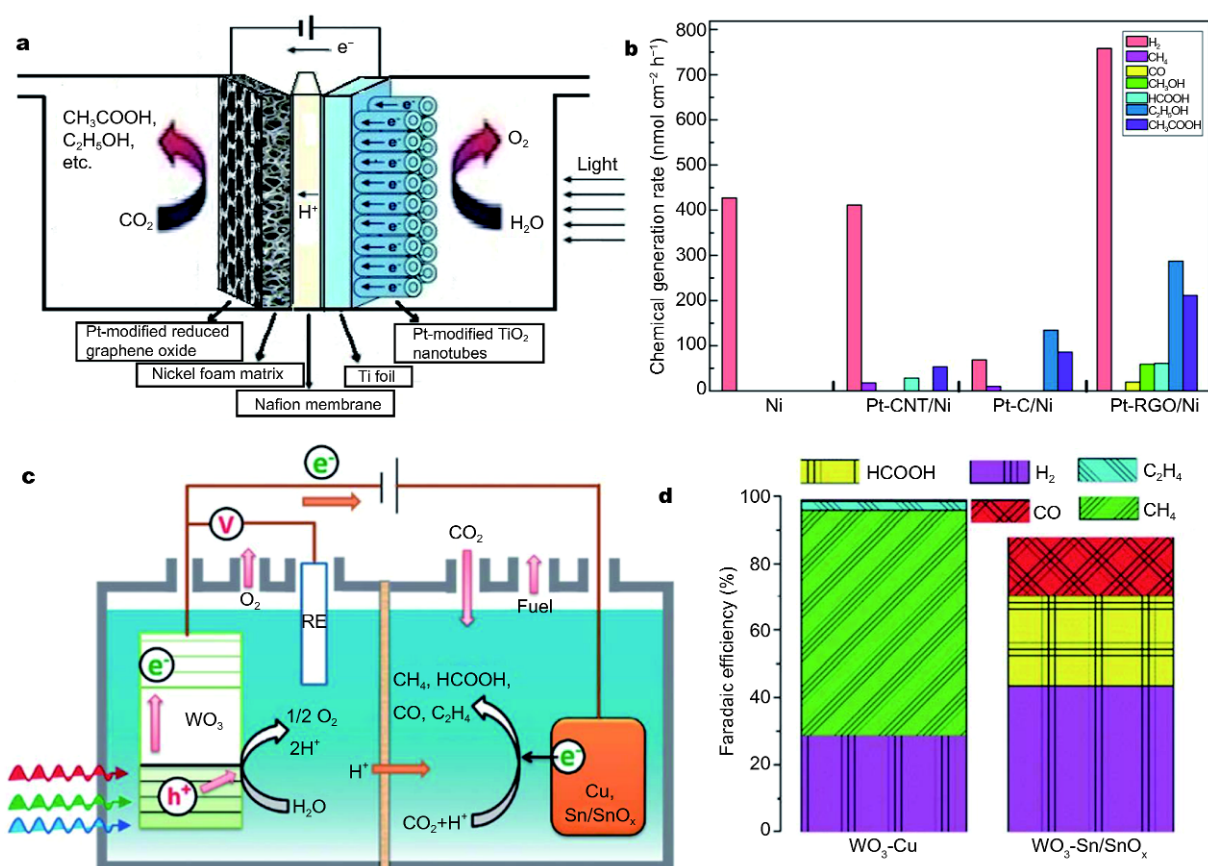 a
e⁻
CH₃COOH,
C₂H₅OH,
etc.
CO₂
H⁺
e⁻
e⁻
e⁻
e⁻
e⁻
e⁻
e⁻
e⁻
e⁻
O₂
H₂O
Light
Pt-modified reduced
graphene oxide
Nickel foam matrix
Nafion membrane
Ti foil
Pt-modified TiO₂
nanotubes
b
Chemical generation rate (nmol cm⁻² h⁻¹)
800
700
600
500
400
300
200
100
0
H₂
CH₄
CO
CH₃OH
HCOOH
C₂H₅OH
CH₃COOH
Ni
Pt-CNT/Ni
Pt-C/Ni
Pt-RGO/Ni
c
e⁻
V
O₂
RE
CO₂
Fuel
e⁻
WO₃
h⁺
1/2 O₂
2H⁺
H₂O
H⁺
CH₄, HCOOH,
CO, C₂H₄
CO₂+H⁺
e⁻
Cu,
Sn/SnOₓ
d
HCOOH
H₂
C₂H₄
CO
CH₄
Faradaic efficiency (%)
100
80
60
40
20
0
WO₃-Cu
WO₃-Sn/SnOₓ